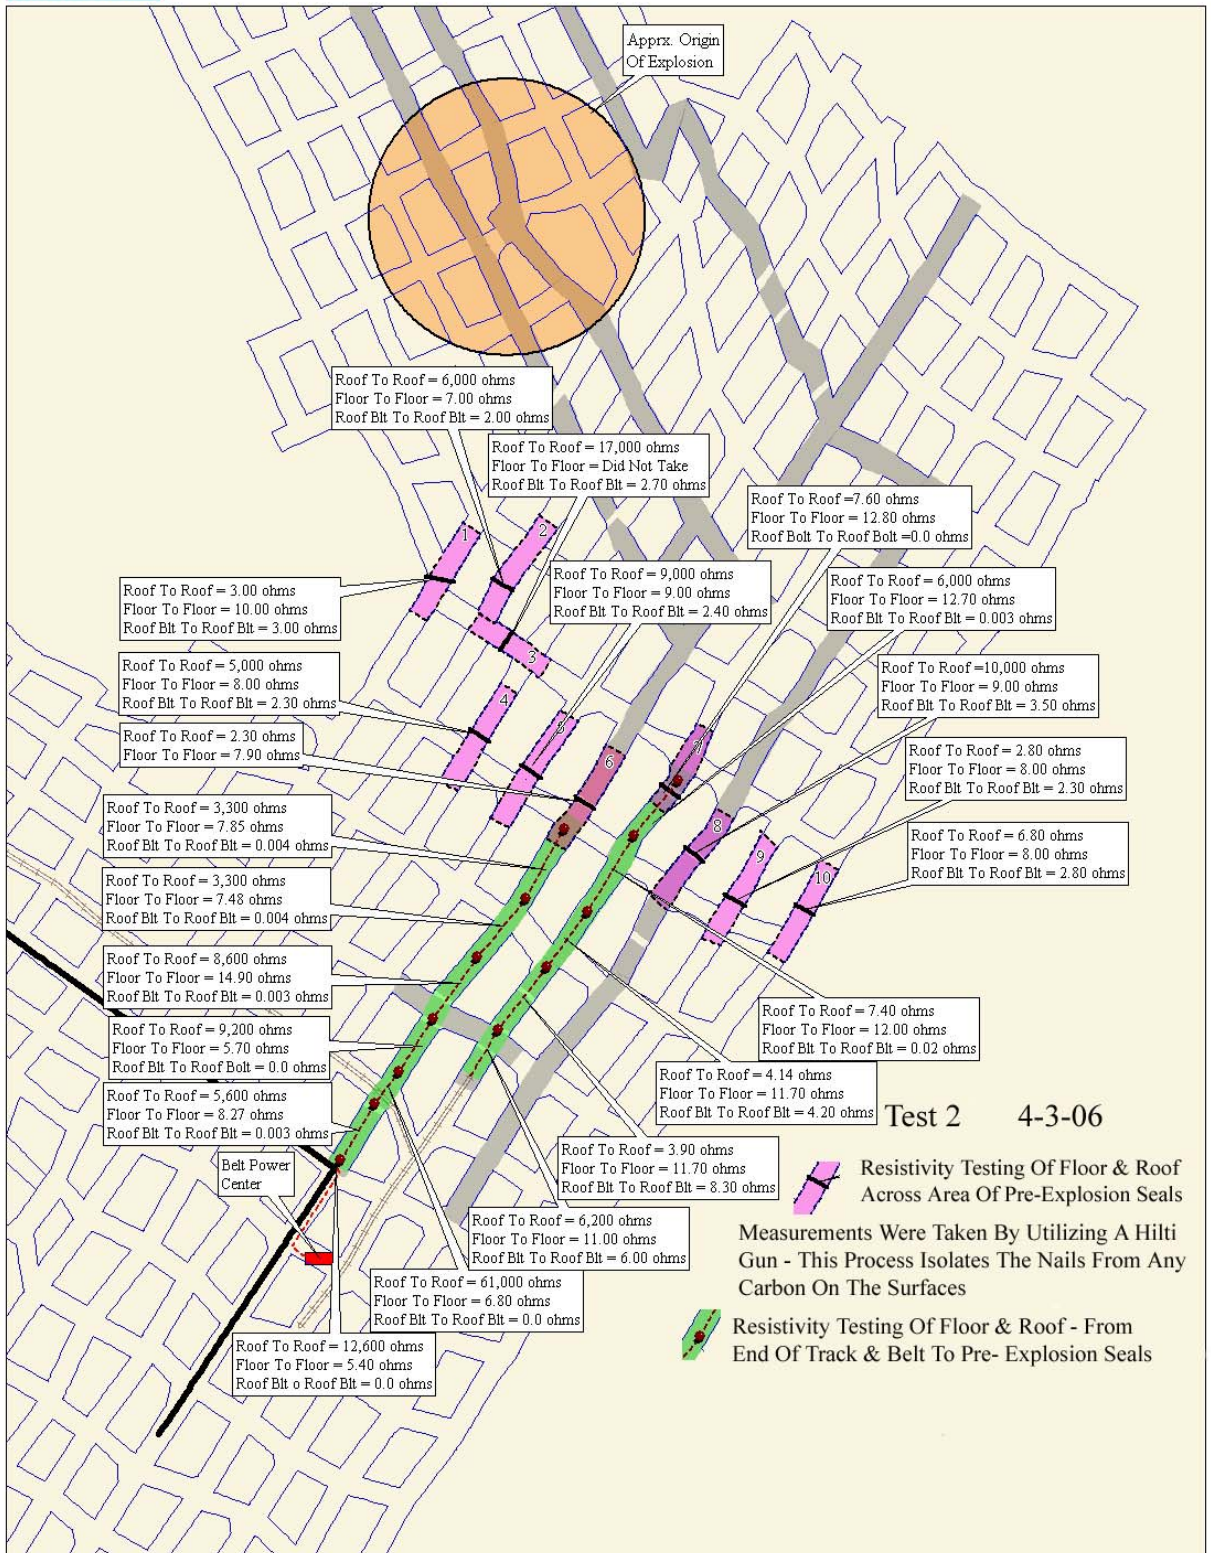 Apprx. Origin
Of Explosion
Roof To Roof = 6,000 ohms
Floor To Floor = 7.00 ohms
Roof Blt To Roof Blt = 2.00 ohms
Roof To Roof = 17,000 ohms
Floor To Floor = Did Not Take
Roof Blt To Roof Blt = 2.70 ohms
Roof To Roof =7.60 ohms
Floor To Floor = 12.80 ohms
Roof Bolt To Roof Bolt =0.0 ohms
1
2
Roof To Roof = 9,000 ohms
Floor To Floor = 9.00 ohms
Roof Blt To Roof Blt = 2.40 ohms
Roof To Roof = 6,000 ohms
Floor To Floor = 12.70 ohms
Roof Blt To Roof Blt = 0.003 ohms
Roof To Roof = 3.00 ohms
Floor To Floor = 10.00 ohms
Roof Blt To Roof Blt = 3.00 ohms
3
Roof To Roof = 5,000 ohms
Floor To Floor = 8.00 ohms
Roof Blt To Roof Blt = 2.30 ohms
4
Roof To Roof =10,000 ohms
Floor To Floor = 9.00 ohms
Roof Blt To Roof Blt = 3.50 ohms
Roof To Roof = 2.30 ohms
Floor To Floor = 7.90 ohms
5
6
7
Roof To Roof = 2.80 ohms
Floor To Floor = 8.00 ohms
Roof Blt To Roof Blt = 2.30 ohms
Roof To Roof = 3,300 ohms
Floor To Floor = 7.85 ohms
Roof Blt To Roof Blt = 0.004 ohms
8
9
10
Roof To Roof = 6.80 ohms
Floor To Floor = 8.00 ohms
Roof Blt To Roof Blt = 2.80 ohms
Roof To Roof = 3,300 ohms
Floor To Floor = 7.48 ohms
Roof Blt To Roof Blt = 0.004 ohms
Roof To Roof = 8,600 ohms
Floor To Floor = 14.90 ohms
Roof Blt To Roof Blt = 0.003 ohms
Roof To Roof = 7.40 ohms
Floor To Floor = 12.00 ohms
Roof Blt To Roof Blt = 0.02 ohms
Roof To Roof = 9,200 ohms
Floor To Floor = 5.70 ohms
Roof Blt To Roof Bolt = 0.0 ohms
Roof To Roof = 4.14 ohms
Floor To Floor = 11.70 ohms
Roof Blt To Roof Blt = 4.20 ohms
Roof To Roof = 5,600 ohms
Floor To Floor = 8.27 ohms
Roof Blt To Roof Blt = 0.003 ohms
Test 2 4-3-06
Roof To Roof = 3.90 ohms
Floor To Floor = 11.70 ohms
Roof Blt To Roof Blt = 8.30 ohms
Belt Power
Center
Resistivity Testing Of Floor & Roof
Across Area Of Pre-Explosion Seals
Roof To Roof = 6,200 ohms
Floor To Floor = 11.00 ohms
Roof Blt To Roof Blt = 6.00 ohms
Measurements Were Taken By Utilizing A Hilti
Gun - This Process Isolates The Nails From Any
Carbon On The Surfaces
Roof To Roof = 61,000 ohms
Floor To Floor = 6.80 ohms
Roof Blt To Roof Blt = 0.0 ohms
Resistivity Testing Of Floor & Roof - From
End Of Track & Belt To Pre- Explosion Seals
Roof To Roof = 12,600 ohms
Floor To Floor = 5.40 ohms
Roof Blt o Roof Blt = 0.0 ohms